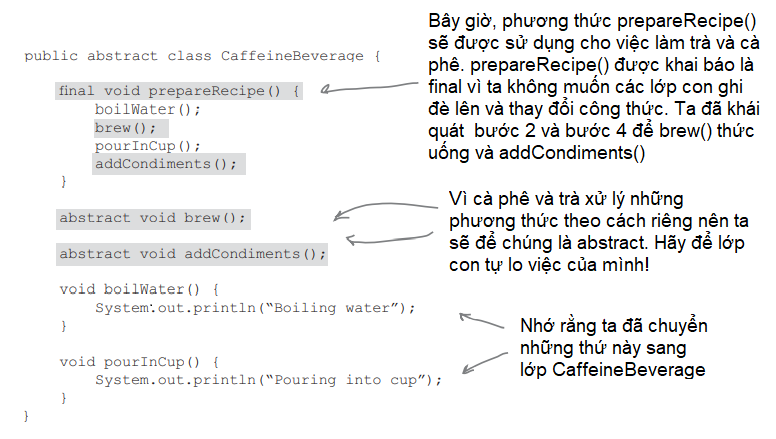 public abstract class CaffeineBeverage {
final void prepareRecipe() {
boilWater();
brew();
pourInCup();
addCondiments();
}
abstract void brew();
abstract void addCondiments();
void boilWater() {
System.out.println(“Boiling water”);
}
void pourInCup() {
System.out.println(“Pouring into cup”);
}
}
Bây giờ, phương thức prepareRecipe()
sẽ được sử dụng cho việc làm trà và cà
phê. prepareRecipe() được khai báo là
final vì ta không muốn các lớp con ghi
đè lên và thay đổi công thức. Ta đã khái
quát bước 2 và bước 4 để brew() thức
uống và addCondiments()
Vì cà phê và trà xử lý những
phương thức theo cách riêng nên ta
sẽ để chúng là abstract. Hãy để lớp
con tự lo việc của mình!
Nhớ rằng ta đã chuyển
những thứ này sang
lớp CaffeineBeverage